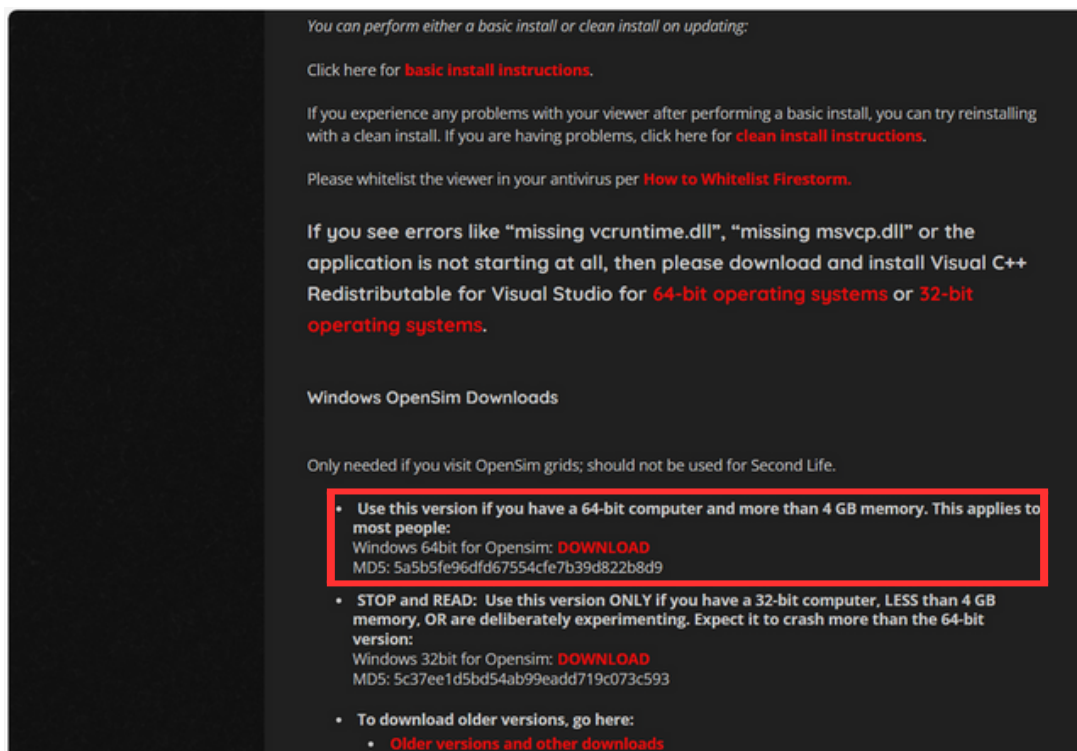 You can perform either a basic install or clean install on updating:
Click here for basic install instructions.
If you experience any problems with your viewer after performing a basic install, you can try reinstalling
with a clean install. If you are having problems, click here for clean install instructions.
Please whitelist the viewer in your antivirus per How to Whitelist Firestorm.
If you see errors like “missing vcruntime.dll”, “missing msvcp.dll” or the
application is not starting at all, then please download and install Visual C++
Redistributable for Visual Studio for 64-bit operating systems or 32-bit
operating systems.
Windows OpenSim Downloads
Only needed if you visit OpenSim grids; should not be used for Second Life.
• Use this version if you have a 64-bit computer and more than 4 GB memory. This applies to
most people:
Windows 64bit for Opensim: DOWNLOAD
MD5: 5a5b5fe96dfd67554cfe7b39d822b8d9
• STOP and READ: Use this version ONLY if you have a 32-bit computer, LESS than 4 GB
memory, OR are deliberately experimenting. Expect it to crash more than the 64-bit
version:
Windows 32bit for Opensim: DOWNLOAD
MD5: 5c37ee1d5bd54ab99eadd719c073c593
• To download older versions, go here:
• Older versions and other downloads